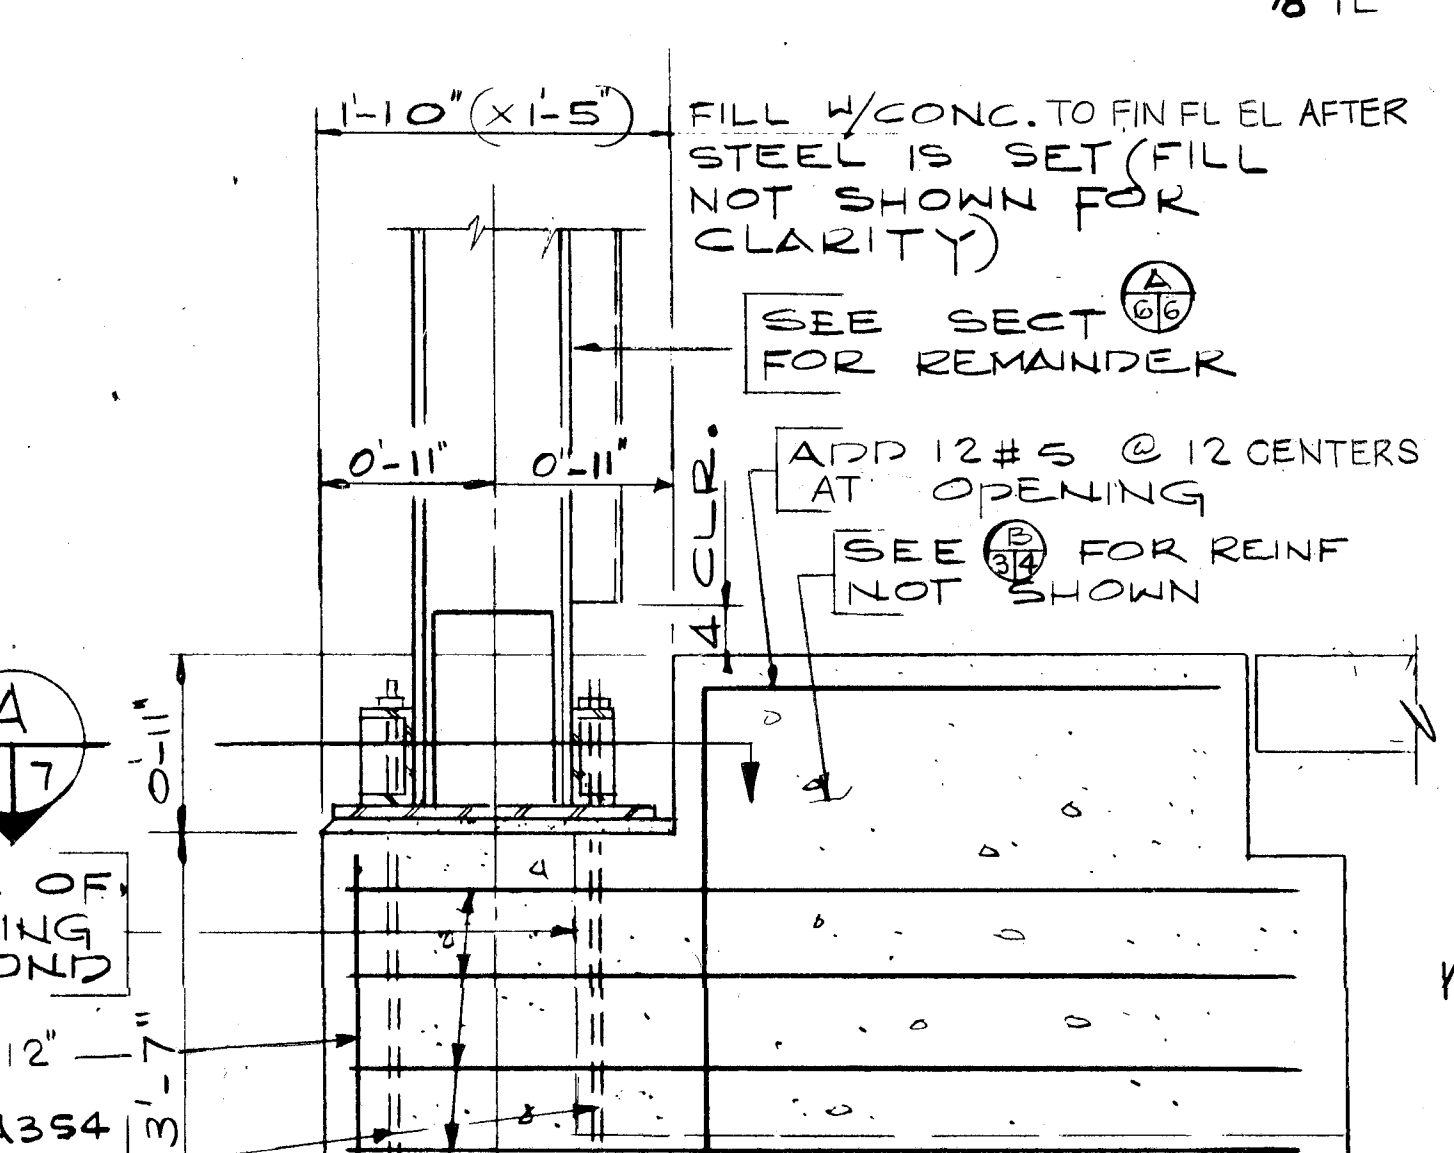 1'-10" (x 1'-5")
FILL W/CONC. TO FIN FL EL AFTER
STEEL IS SET (FILL
NOT SHOWN FOR
CLARITY)
A
6 6
SEE SECT
FOR REMAINDER
0'-11"
0'-11"
4 CLR.
ADD 12 # 5 @ 12 CENTERS
AT OPENING
SEE B 3 4 FOR REINF
NOT SHOWN
A
7
0'-11"
OF
ING
OND
12"
3'-7"
A354